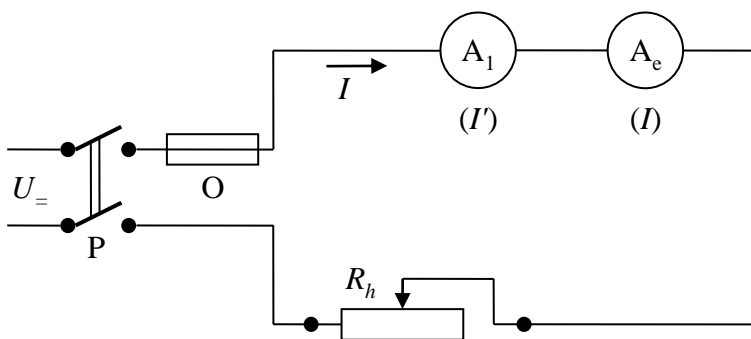 A₁ Aₑ
I (I') (I)
U₌ O
P
Rₕ